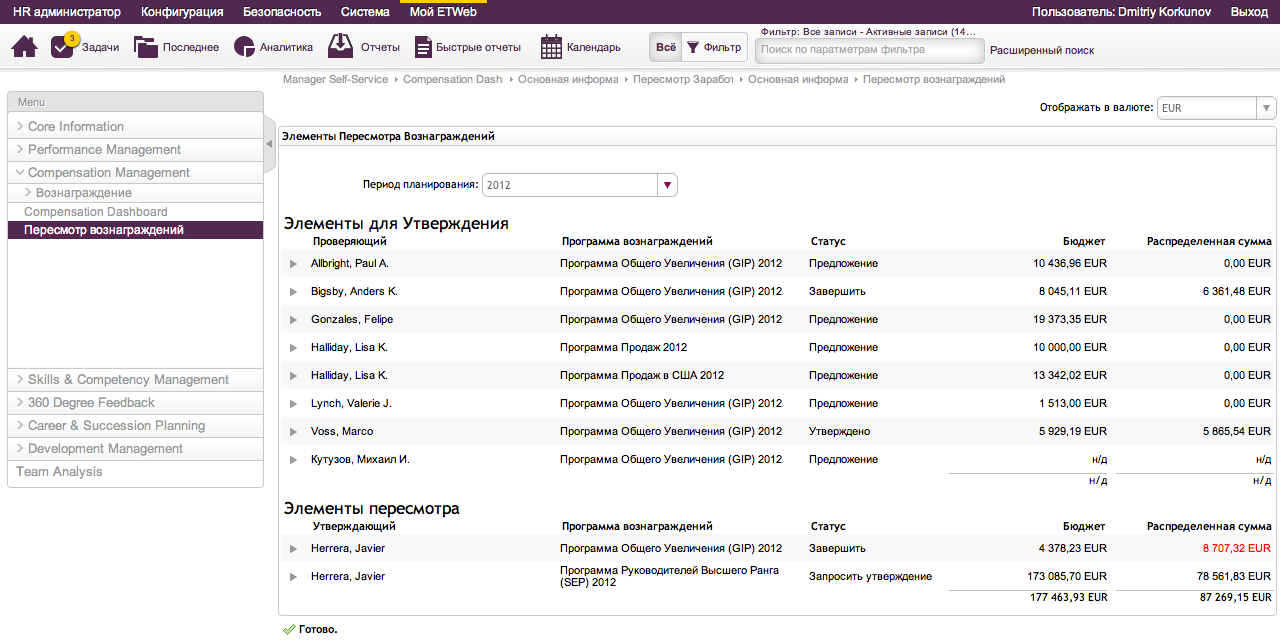 HR администратор Конфигурация Безопасность Система Мой ETWeb Пользователь: Dmitriy Korkunov Выход
3 Задачи Последнее Аналитика Отчеты Быстрые отчеты Календарь Всё Фильтр
Фильтр: Все записи - Активные записи (14...
Поиск по паратметрам фильтра Расширенный поиск
Manager Self-Service Compensation Dashl Основная информа Пересмотр Заработ Основная информа Пересмотр вознаграждений
Menu
Core Information
Performance Management
Compensation Management
Вознаграждение
Compensation Dashboard
Пересмотр вознаграждений
Skills & Competency Management
360 Degree Feedback
Career & Succession Planning
Development Management
Team Analysis
Отображать в валюте: EUR
Элементы Пересмотра Вознаграждений
Период планирования: 2012
Элементы для Утверждения
Проверяющий Программа вознаграждений Статус Бюджет Распределенная сумма
Allbright, Paul A. Программа Общего Увеличения (GIP) 2012 Предложение 10 436,96 EUR 0,00 EUR
Bigsby, Anders K. Программа Общего Увеличения (GIP) 2012 Завершить 8 045,11 EUR 6 361,48 EUR
Gonzales, Felipe Программа Общего Увеличения (GIP) 2012 Предложение 19 373,35 EUR 0,00 EUR
Halliday, Lisa K. Программа Продаж 2012 Предложение 10 000,00 EUR 0,00 EUR
Halliday, Lisa K. Программа Продаж в США 2012 Предложение 13 342,02 EUR 0,00 EUR
Lynch, Valerie J. Программа Общего Увеличения (GIP) 2012 Предложение 1 513,00 EUR 0,00 EUR
Voss, Marco Программа Общего Увеличения (GIP) 2012 Утверждено 5 929,19 EUR 5 865,54 EUR
Кутузов, Михаил И. Программа Общего Увеличения (GIP) 2012 Предложение н/д н/д
н/д н/д
Элементы пересмотра
Утверждающий Программа вознаграждений Статус Бюджет Распределенная сумма
Herrera, Javier Программа Общего Увеличения (GIP) 2012 Завершить 4 378,23 EUR 8 707,32 EUR
Herrera, Javier Программа Руководителей Высшего Ранга (SEP) 2012 Запросить утверждение 173 085,70 EUR 78 561,83 EUR
177 463,93 EUR 87 269,15 EUR
Готово.